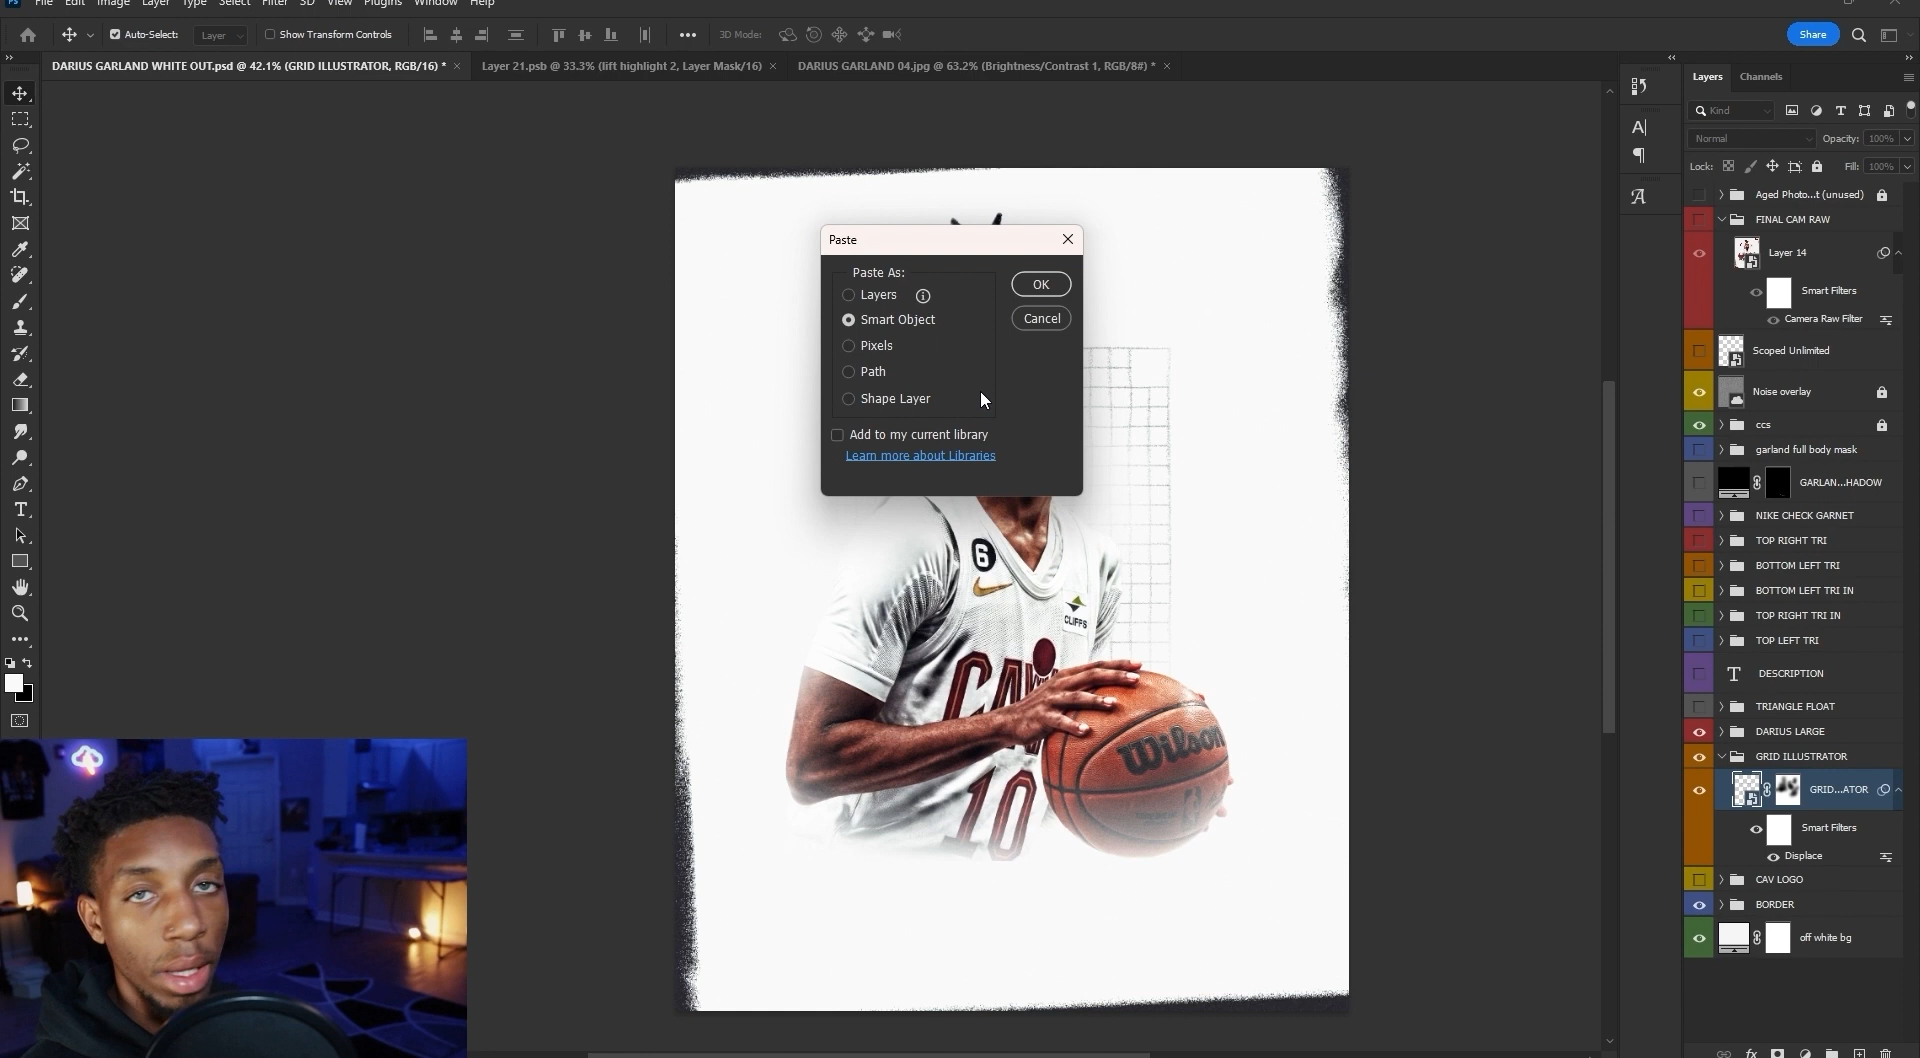 Ps File Edit Image Layer Type Select Filter 3D View Plugins Window Help
Auto-Select: Layer Show Transform Controls 3D Mode: Share
DARIUS GARLAND WHITE OUT.psd @ 42.1% (GRID ILLUSTRATOR, RGB/16) *
Layer 21.psb @ 33.3% (lift highlight 2, Layer Mask/16)
DARIUS GARLAND 04.jpg @ 63.2% (Brightness/Contrast 1, RGB/8#) *
Paste
Paste As:
Layers
Smart Object
Pixels
Path
Shape Layer
OK
Cancel
Add to my current library
Learn more about Libraries
6
CLIFFS
CAV
10
Wilson
Layers Channels
Kind
Normal Opacity: 100%
Lock: Fill: 100%
Aged Photo...t (unused)
FINAL CAM RAW
Layer 14
Smart Filters
Camera Raw Filter
Scoped Unlimited
Noise overlay
ccs
garland full body mask
GARLAN...HADOW
NIKE CHECK GARNET
TOP RIGHT TRI
BOTTOM LEFT TRI
BOTTOM LEFT TRI IN
TOP RIGHT TRI IN
TOP LEFT TRI
DESCRIPTION
TRIANGLE FLOAT
DARIUS LARGE
GRID ILLUSTRATOR
GRID...ATOR
Smart Filters
Displace
CAV LOGO
BORDER
off white bg